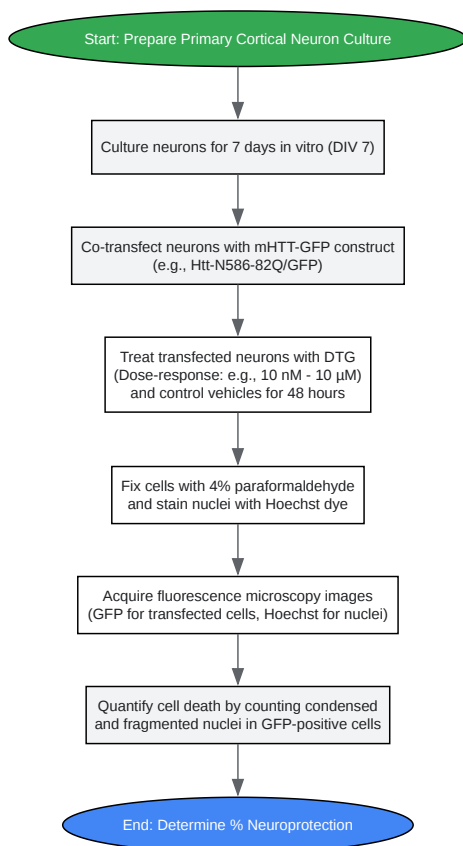 Start: Prepare Primary Cortical Neuron Culture
Culture neurons for 7 days in vitro (DIV 7)
Co-transfect neurons with mHTT-GFP construct
(e.g., Htt-N586-82Q/GFP)
Treat transfected neurons with DTG
(Dose-response: e.g., 10 nM - 10 µM)
and control vehicles for 48 hours
Fix cells with 4% paraformaldehyde
and stain nuclei with Hoechst dye
Acquire fluorescence microscopy images
(GFP for transfected cells, Hoechst for nuclei)
Quantify cell death by counting condensed
and fragmented nuclei in GFP-positive cells
End: Determine % Neuroprotection